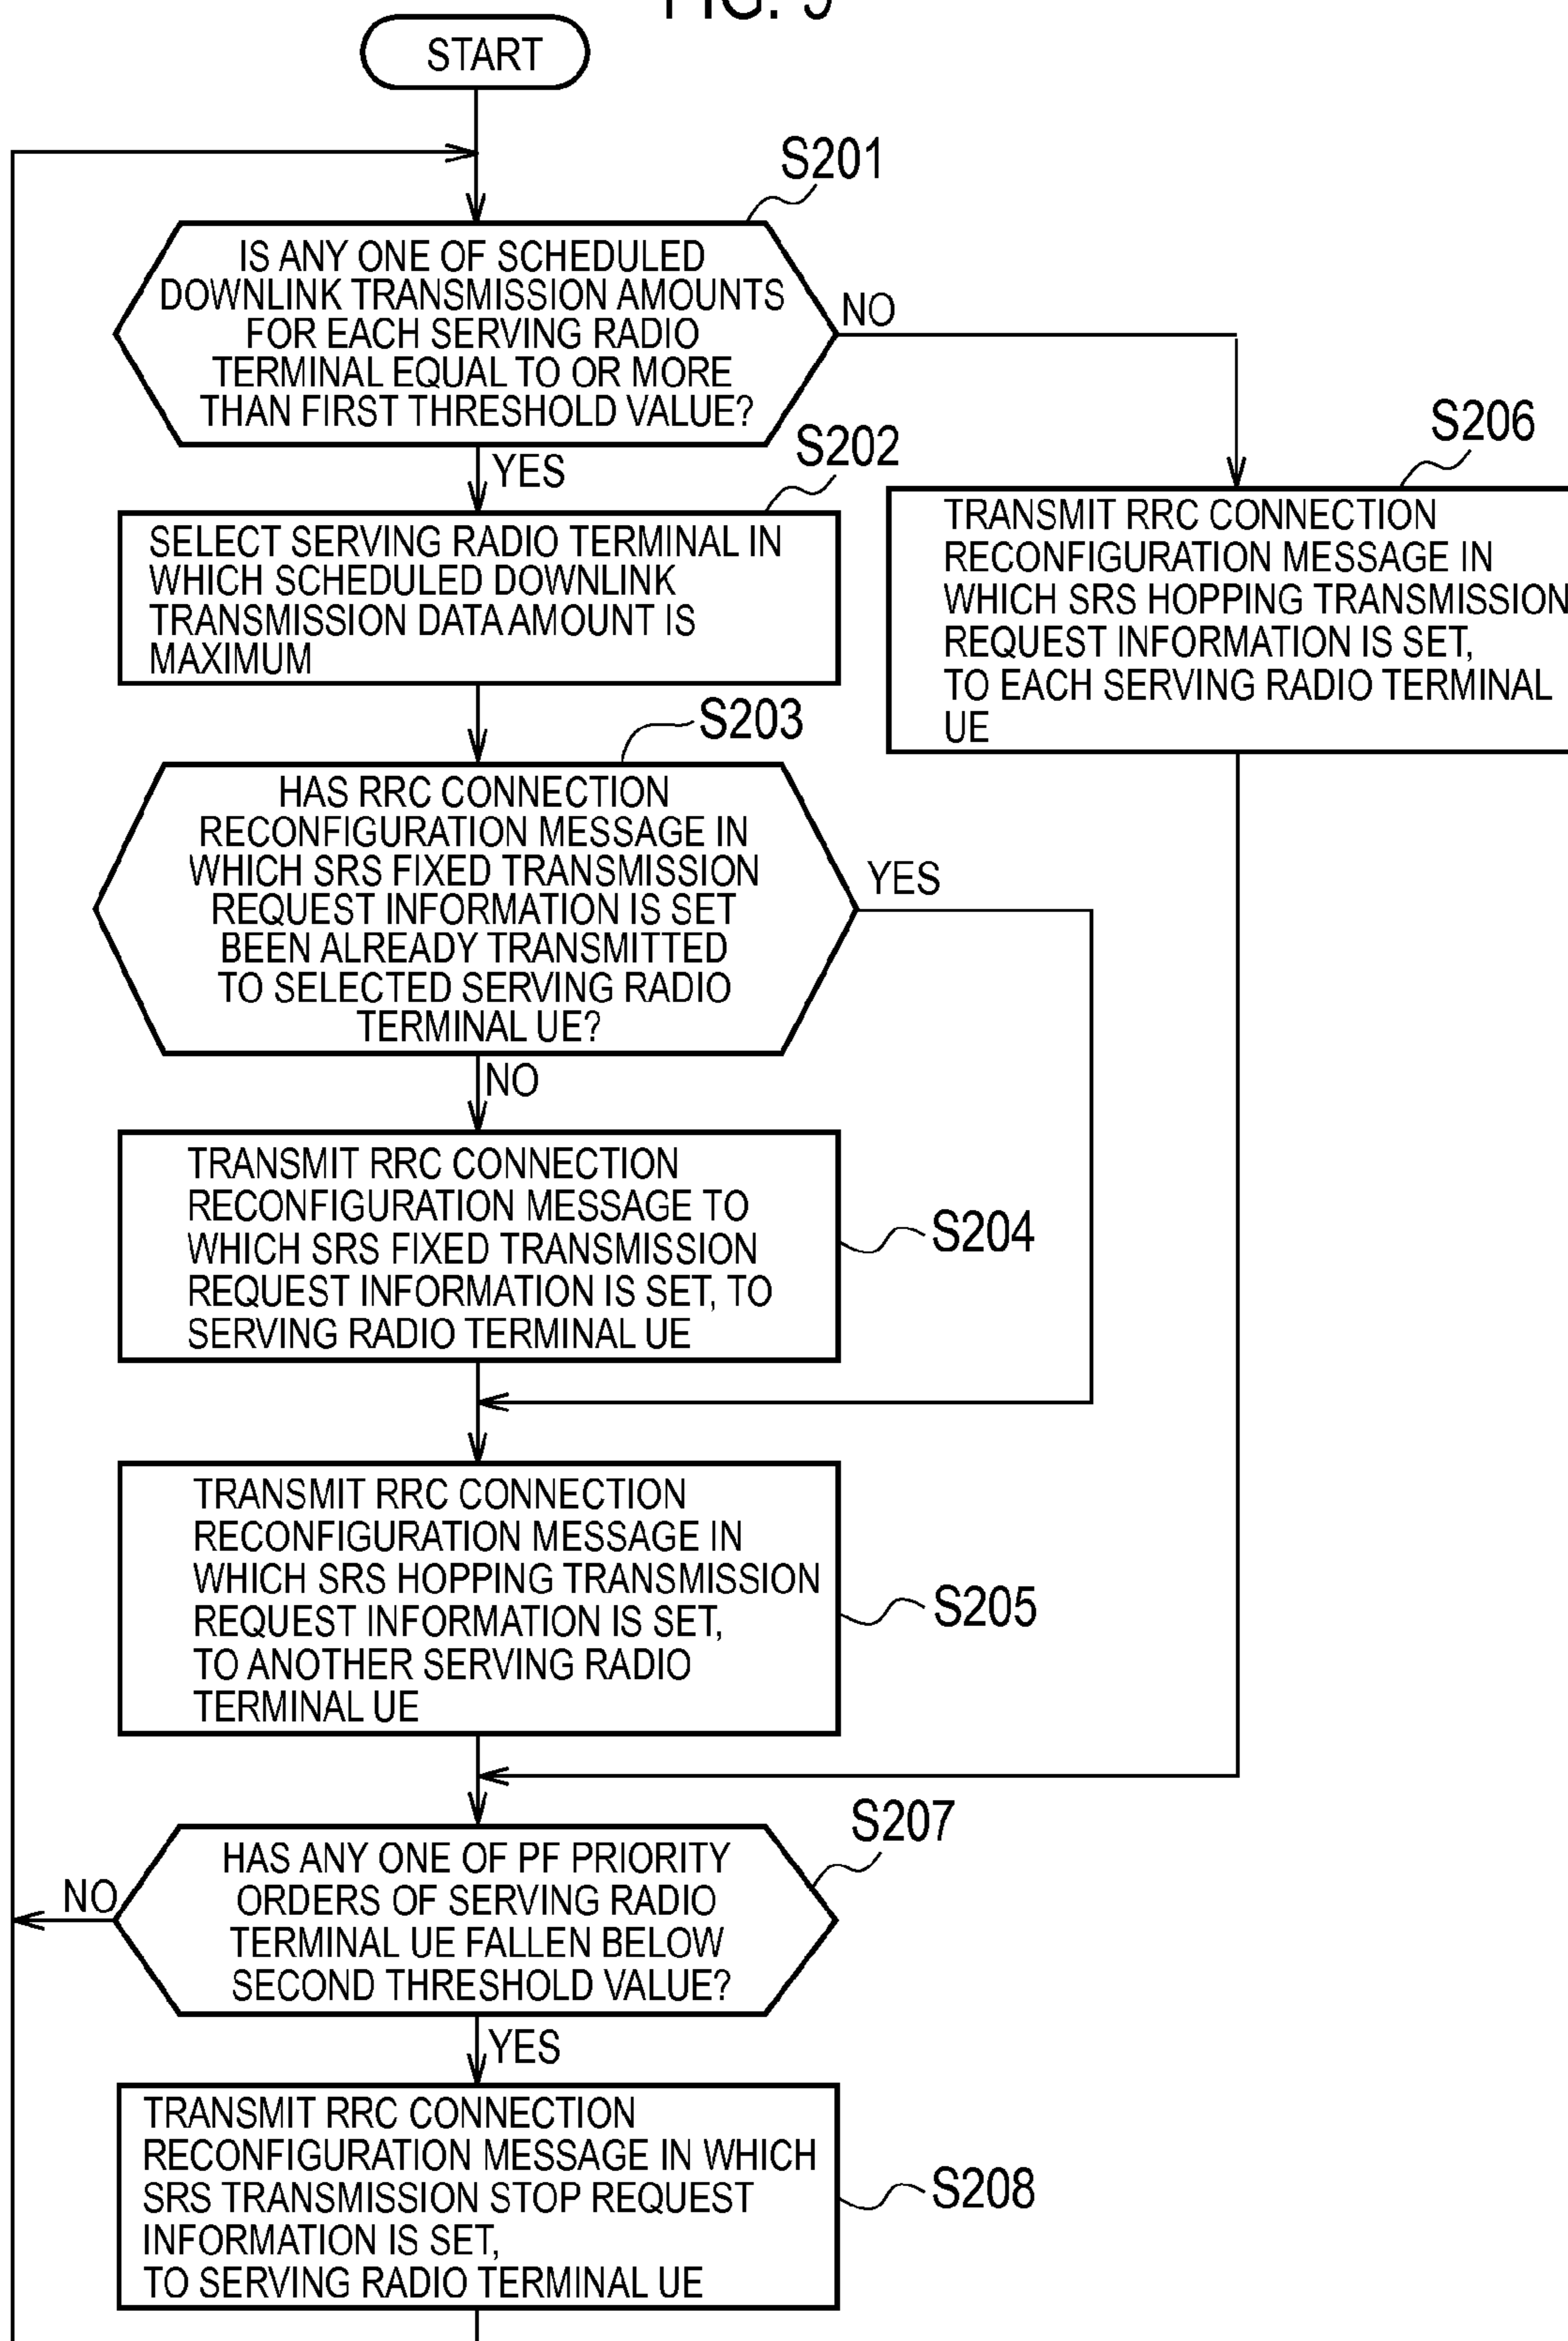 START
S201
IS ANY ONE OF SCHEDULED
DOWNLINK TRANSMISSION AMOUNTS
FOR EACH SERVING RADIO
TERMINAL EQUAL TO OR MORE
THAN FIRST THRESHOLD VALUE?
NO
YES
S202
SELECT SERVING RADIO TERMINAL IN
WHICH SCHEDULED DOWNLINK
TRANSMISSION DATA AMOUNT IS
MAXIMUM
S206
TRANSMIT RRC CONNECTION
RECONFIGURATION MESSAGE IN
WHICH SRS HOPPING TRANSMISSION
REQUEST INFORMATION IS SET,
TO EACH SERVING RADIO TERMINAL
UE
S203
HAS RRC CONNECTION
RECONFIGURATION MESSAGE IN
WHICH SRS FIXED TRANSMISSION
REQUEST INFORMATION IS SET
BEEN ALREADY TRANSMITTED
TO SELECTED SERVING RADIO
TERMINAL UE?
YES
NO
TRANSMIT RRC CONNECTION
RECONFIGURATION MESSAGE TO
WHICH SRS FIXED TRANSMISSION
REQUEST INFORMATION IS SET, TO
SERVING RADIO TERMINAL UE
S204
TRANSMIT RRC CONNECTION
RECONFIGURATION MESSAGE IN
WHICH SRS HOPPING TRANSMISSION
REQUEST INFORMATION IS SET,
TO ANOTHER SERVING RADIO
TERMINAL UE
S205
S207
HAS ANY ONE OF PF PRIORITY
ORDERS OF SERVING RADIO
TERMINAL UE FALLEN BELOW
SECOND THRESHOLD VALUE?
NO
YES
TRANSMIT RRC CONNECTION
RECONFIGURATION MESSAGE IN WHICH
SRS TRANSMISSION STOP REQUEST
INFORMATION IS SET,
TO SERVING RADIO TERMINAL UE
S208